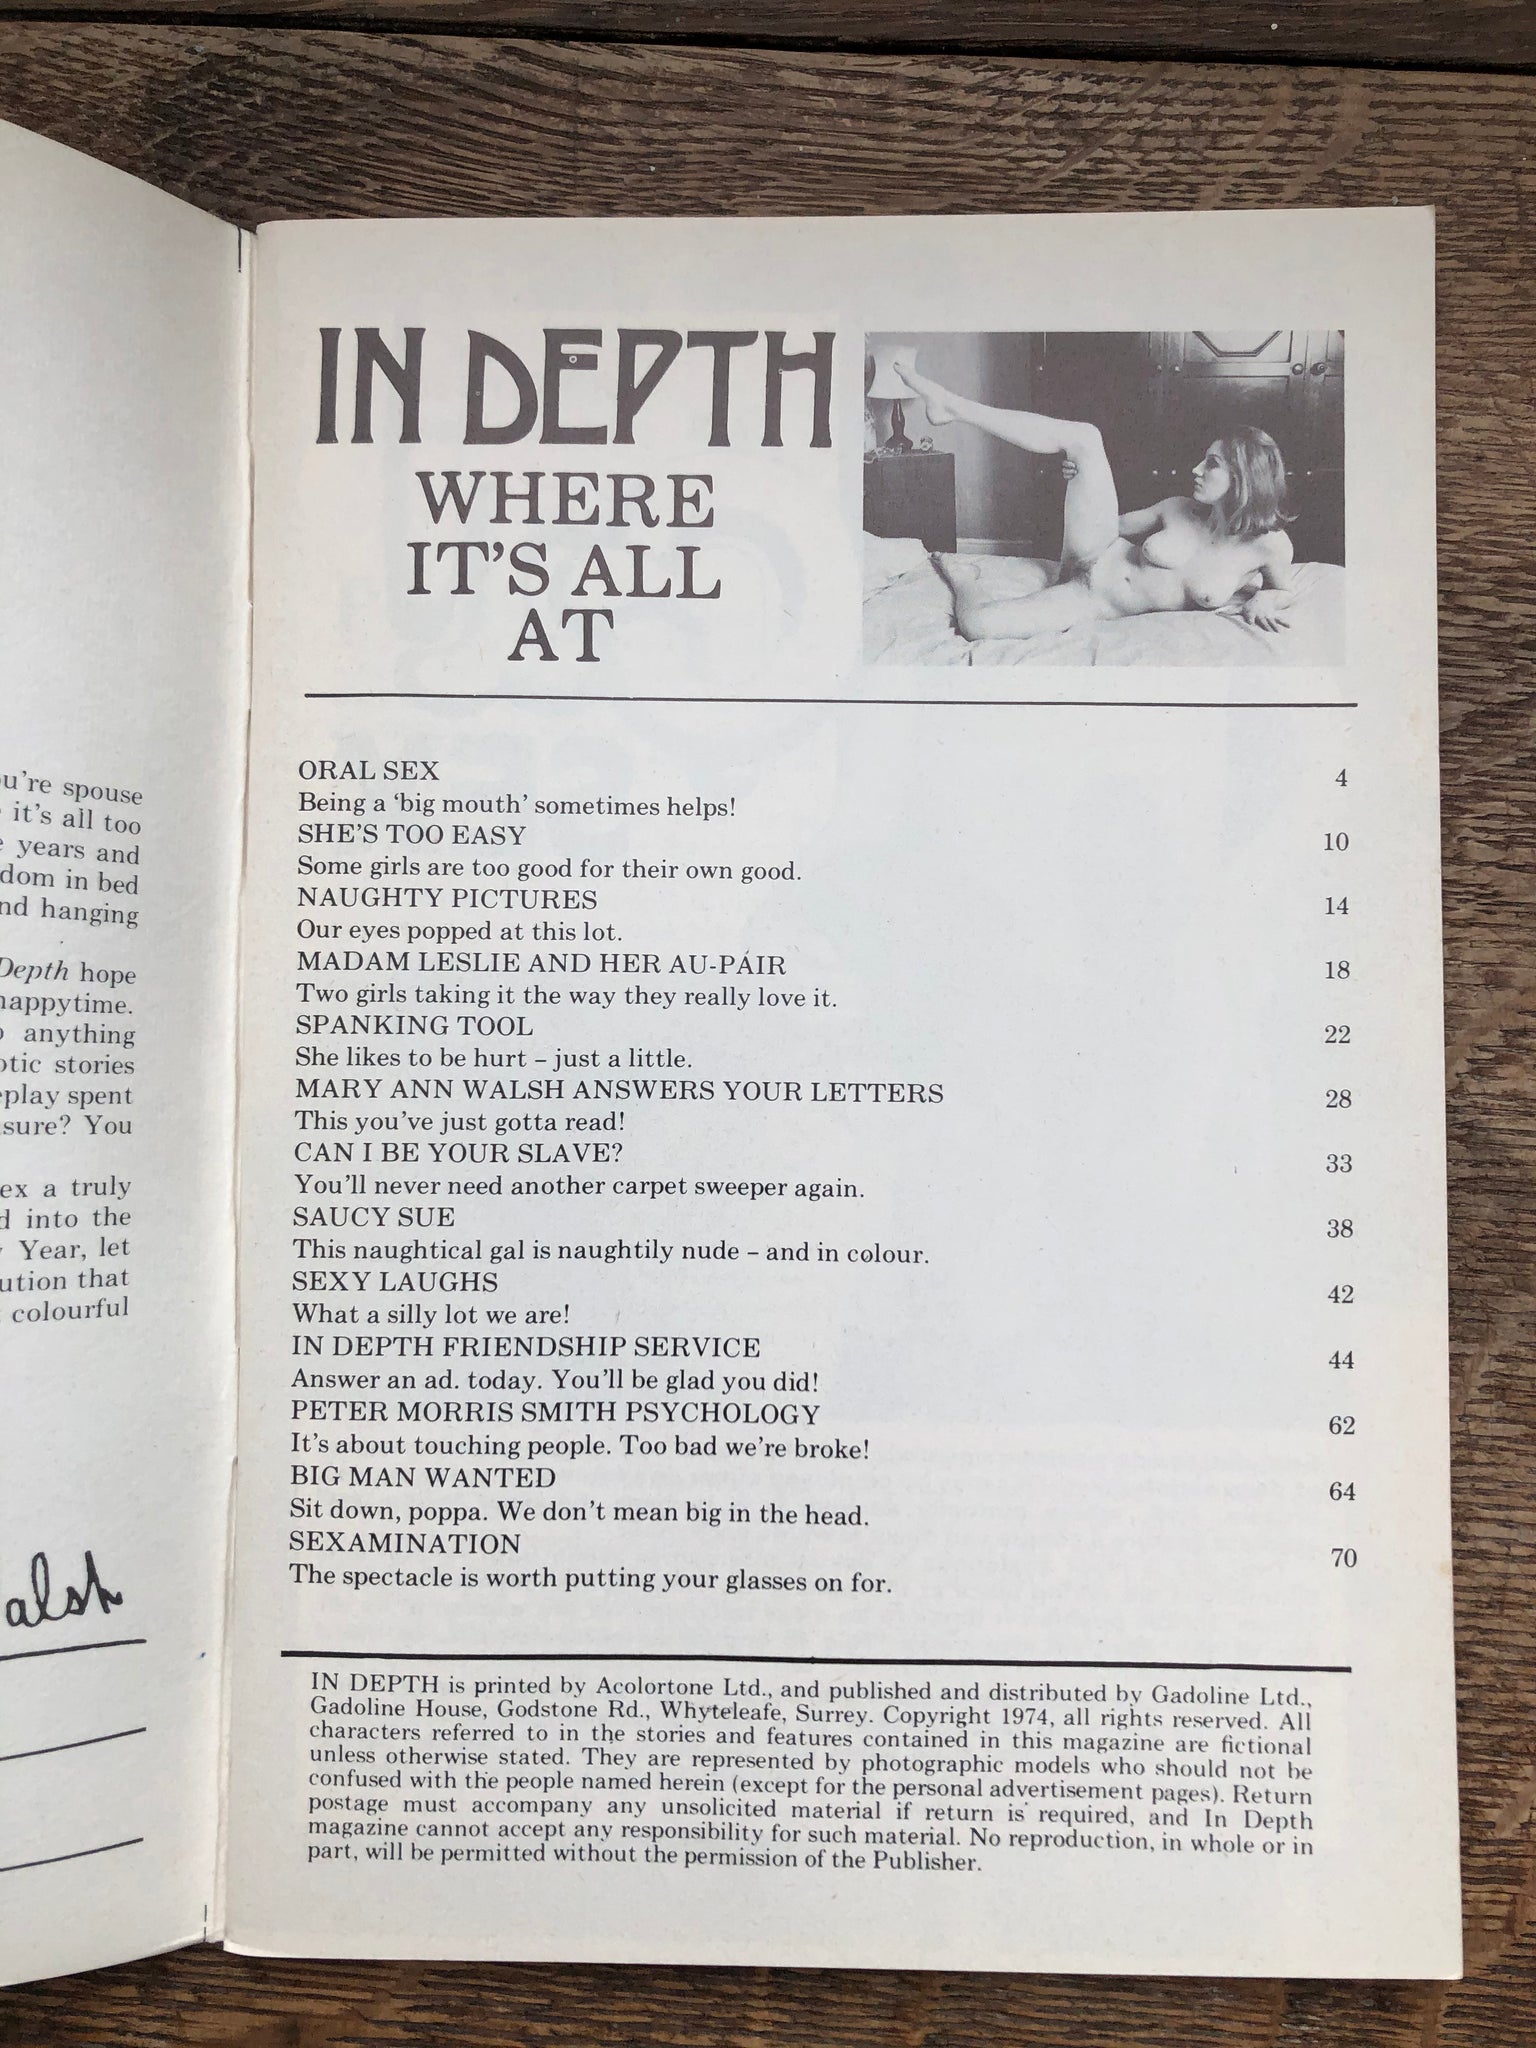 u're spouse
it's all too
years and
dom in bed
nd hanging
Depth hope
happytime.
anything
otic stories
play spent
sure? You
ex a truly
d into the
Year, let
ution that
colourful
alsh
IN DEPTH
WHERE
IT'S ALL
AT
ORAL SEX 4
Being a 'big mouth' sometimes helps!
SHE'S TOO EASY 10
Some girls are too good for their own good.
NAUGHTY PICTURES 14
Our eyes popped at this lot.
MADAM LESLIE AND HER AU-PAIR 18
Two girls taking it the way they really love it.
SPANKING TOOL 22
She likes to be hurt – just a little.
MARY ANN WALSH ANSWERS YOUR LETTERS 28
This you've just gotta read!
CAN I BE YOUR SLAVE? 33
You'll never need another carpet sweeper again.
SAUCY SUE 38
This naughtical gal is naughtily nude – and in colour.
SEXY LAUGHS 42
What a silly lot we are!
IN DEPTH FRIENDSHIP SERVICE 44
Answer an ad. today. You'll be glad you did!
PETER MORRIS SMITH PSYCHOLOGY 62
It's about touching people. Too bad we're broke!
BIG MAN WANTED 64
Sit down, poppa. We don't mean big in the head.
SEXAMINATION 70
The spectacle is worth putting your glasses on for.
IN DEPTH is printed by Acolortone Ltd., and published and distributed by Gadoline Ltd.,
Gadoline House, Godstone Rd., Whyteleafe, Surrey. Copyright 1974, all rights reserved. All
characters referred to in the stories and features contained in this magazine are fictional
unless otherwise stated. They are represented by photographic models who should not be
confused with the people named herein (except for the personal advertisement pages). Return
postage must accompany any unsolicited material if return is required, and In Depth
magazine cannot accept any responsibility for such material. No reproduction, in whole or in
part, will be permitted without the permission of the Publisher.